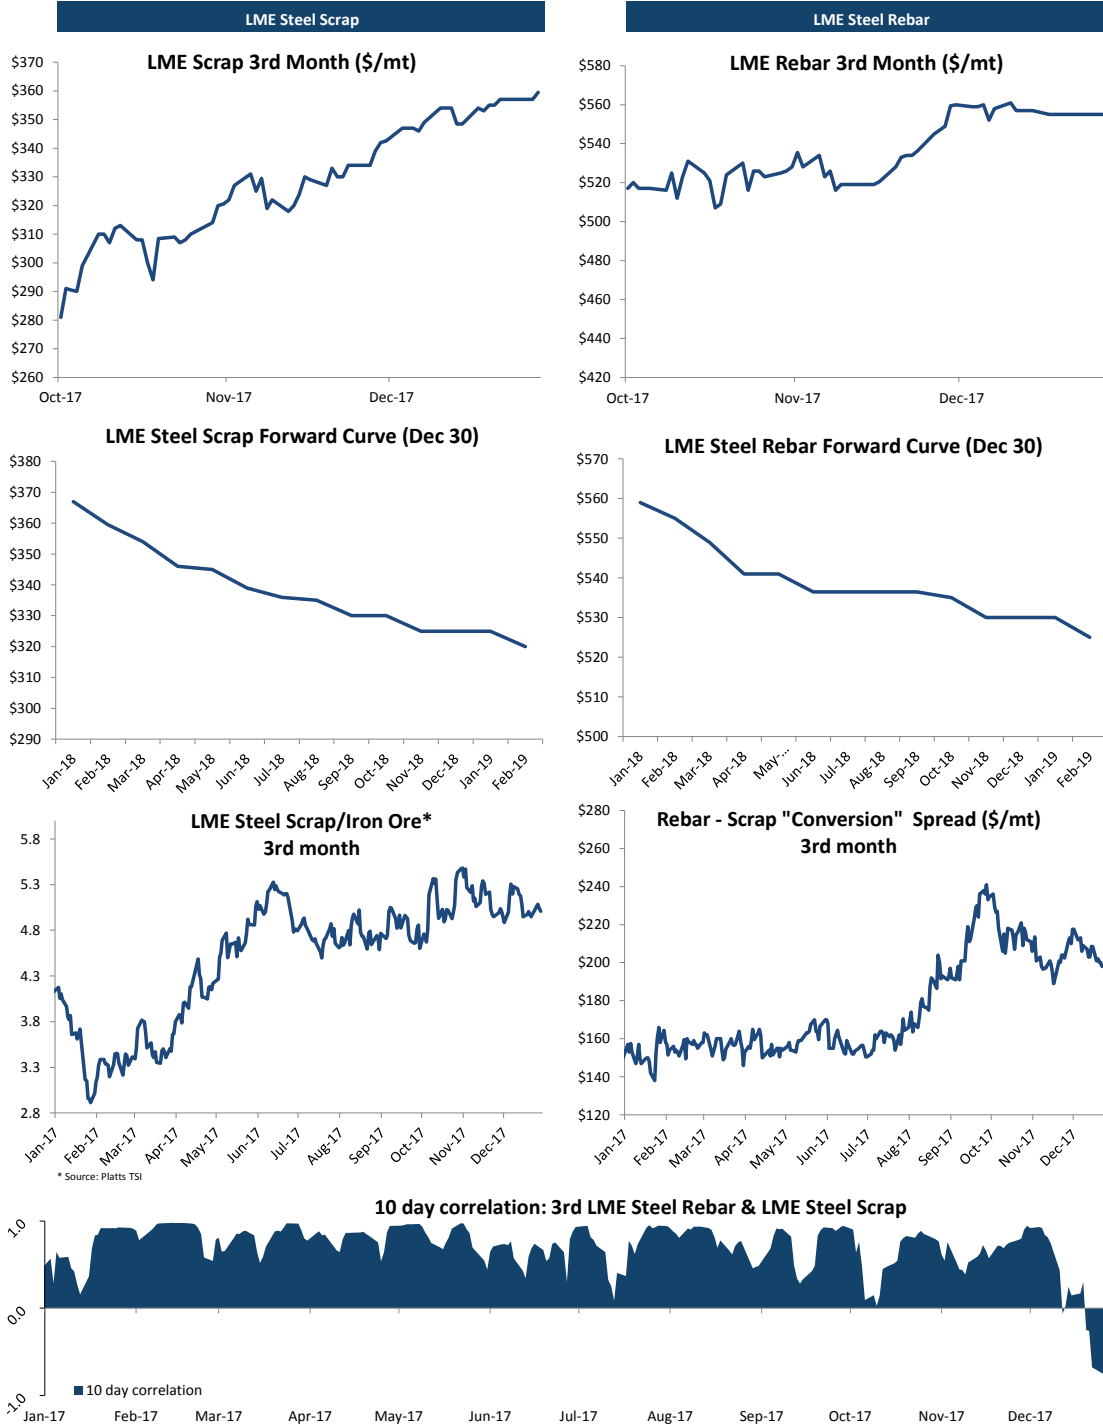 LME Steel Scrap
LME Steel Rebar
LME Scrap 3rd Month ($/mt)
$370
$360
$350
$340
$330
$320
$310
$300
$290
$280
$270
$260
Oct-17 Nov-17 Dec-17
LME Rebar 3rd Month ($/mt)
$580
$560
$540
$520
$500
$480
$460
$440
$420
Oct-17 Nov-17 Dec-17
LME Steel Scrap Forward Curve (Dec 30)
$380
$370
$360
$350
$340
$330
$320
$310
$300
$290
Jan-18 Feb-18 Mar-18 Apr-18 May-18 Jun-18 Jul-18 Aug-18 Sep-18 Oct-18 Nov-18 Dec-18 Jan-19 Feb-19
LME Steel Rebar Forward Curve (Dec 30)
$570
$560
$550
$540
$530
$520
$510
$500
Jan-18 Feb-18 Mar-18 Apr-18 May-... Jun-18 Jul-18 Aug-18 Sep-18 Oct-18 Nov-18 Dec-18 Jan-19 Feb-19
LME Steel Scrap/Iron Ore*
3rd month
5.8
5.3
4.8
4.3
3.8
3.3
2.8
Jan-17 Feb-17 Mar-17 Apr-17 May-17 Jun-17 Jul-17 Aug-17 Sep-17 Oct-17 Nov-17 Dec-17
* Source: Platts TSI
Rebar - Scrap "Conversion" Spread ($/mt)
3rd month
$280
$260
$240
$220
$200
$180
$160
$140
$120
Jan-17 Feb-17 Mar-17 Apr-17 May-17 Jun-17 Jul-17 Aug-17 Sep-17 Oct-17 Nov-17 Dec-17
10 day correlation: 3rd LME Steel Rebar & LME Steel Scrap
1.0
0.0
-1.0
10 day correlation
Jan-17 Feb-17 Mar-17 Apr-17 May-17 Jun-17 Jul-17 Aug-17 Sep-17 Oct-17 Nov-17 Dec-17